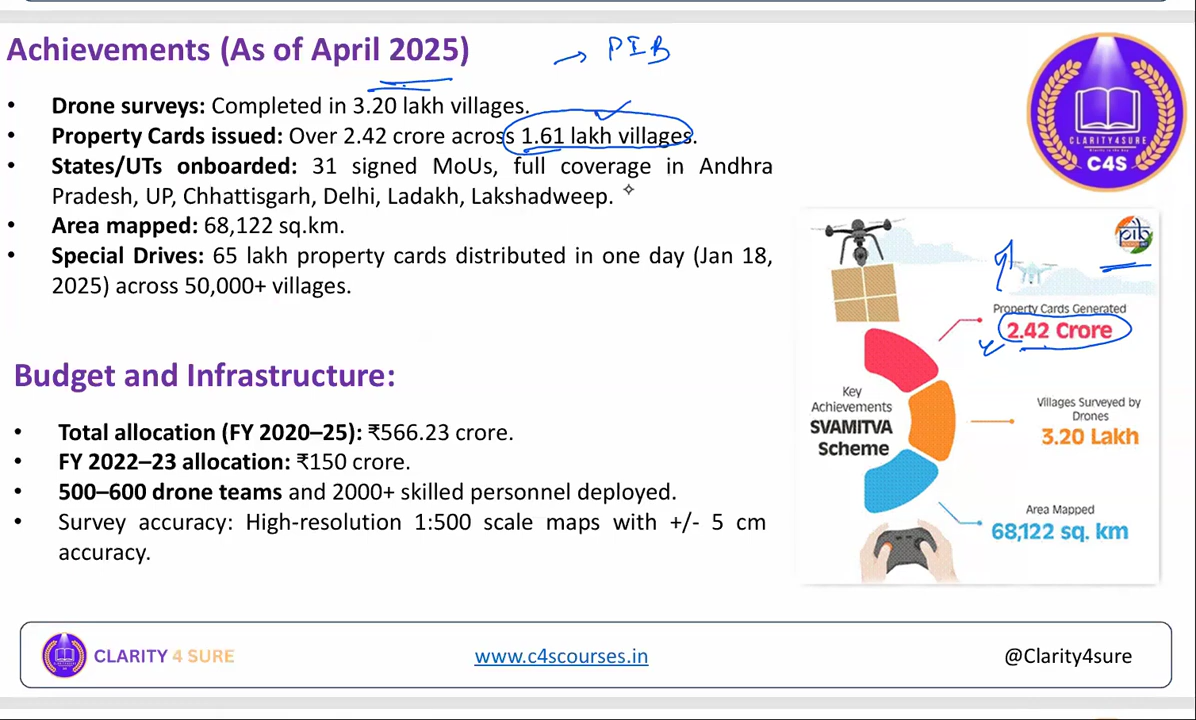 Achievements (As of April 2025)
→ PIB
• Drone surveys: Completed in 3.20 lakh villages.
• Property Cards issued: Over 2.42 crore across 1.61 lakh villages.
• States/UTs onboarded: 31 signed MoUs, full coverage in Andhra
Pradesh, UP, Chhattisgarh, Delhi, Ladakh, Lakshadweep.
• Area mapped: 68,122 sq.km.
• Special Drives: 65 lakh property cards distributed in one day (Jan 18,
2025) across 50,000+ villages.
CLARITY4SURE
C4S
pib
Property Cards Generated
2.42 Crore
Key
Achievements
SVAMITVA
Scheme
Villages Surveyed by
Drones
3.20 Lakh
Area Mapped
68,122 sq. km
Budget and Infrastructure:
• Total allocation (FY 2020–25): ₹566.23 crore.
• FY 2022–23 allocation: ₹150 crore.
• 500–600 drone teams and 2000+ skilled personnel deployed.
• Survey accuracy: High-resolution 1:500 scale maps with +/- 5 cm
accuracy.
CLARITY 4 SURE
www.c4scourses.in
@Clarity4sure